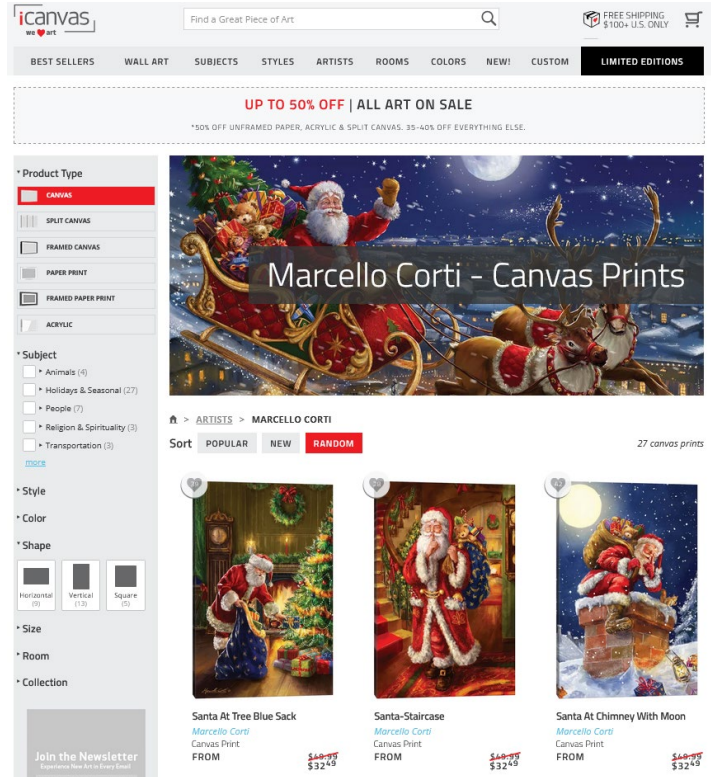 icanvas
we art
Find a Great Piece of Art
FREE SHIPPING
$100+ U.S. ONLY
BEST SELLERS WALL ART SUBJECTS STYLES ARTISTS ROOMS COLORS NEW! CUSTOM LIMITED EDITIONS
UP TO 50% OFF | ALL ART ON SALE
*50% OFF UNFRAMED PAPER, ACRYLIC & SPLIT CANVAS. 35-40% OFF EVERYTHING ELSE.
Product Type
CANVAS
SPLIT CANVAS
FRAMED CANVAS
PAPER PRINT
FRAMED PAPER PRINT
ACRYLIC
Subject
Animals (4)
Holidays & Seasonal (27)
People (7)
Religion & Spirituality (3)
Transportation (3)
more
Style
Color
Shape
Horizontal Vertical Square
(9) (13) (5)
Size
Room
Collection
Join the Newsletter
Experience New Art in Every Email
Marcello Corti - Canvas Prints
> ARTISTS > MARCELLO CORTI
Sort POPULAR NEW RANDOM
27 canvas prints
Santa At Tree Blue Sack
Marcello Corti
Canvas Print
FROM $49.99
$32.49
Santa-Staircase
Marcello Corti
Canvas Print
FROM $49.99
$32.49
Santa At Chimney With Moon
Marcello Corti
Canvas Print
FROM $49.99
$32.49